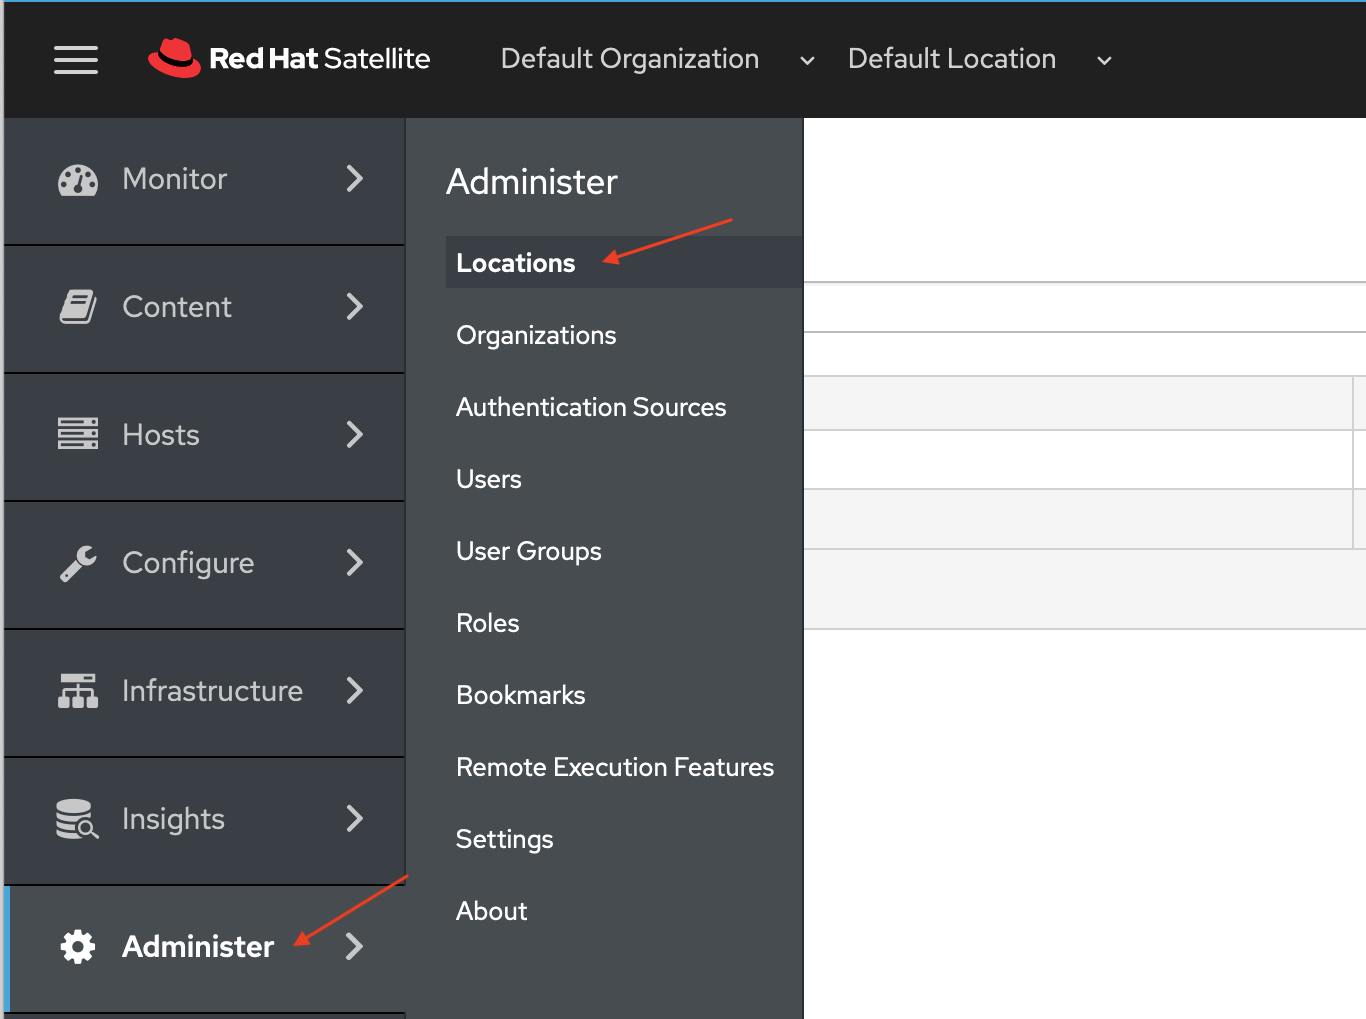 Red Hat Satellite Default Organization Default Location
Monitor
Content
Hosts
Configure
Infrastructure
Insights
Administer
Administer
Locations
Organizations
Authentication Sources
Users
User Groups
Roles
Bookmarks
Remote Execution Features
Settings
About